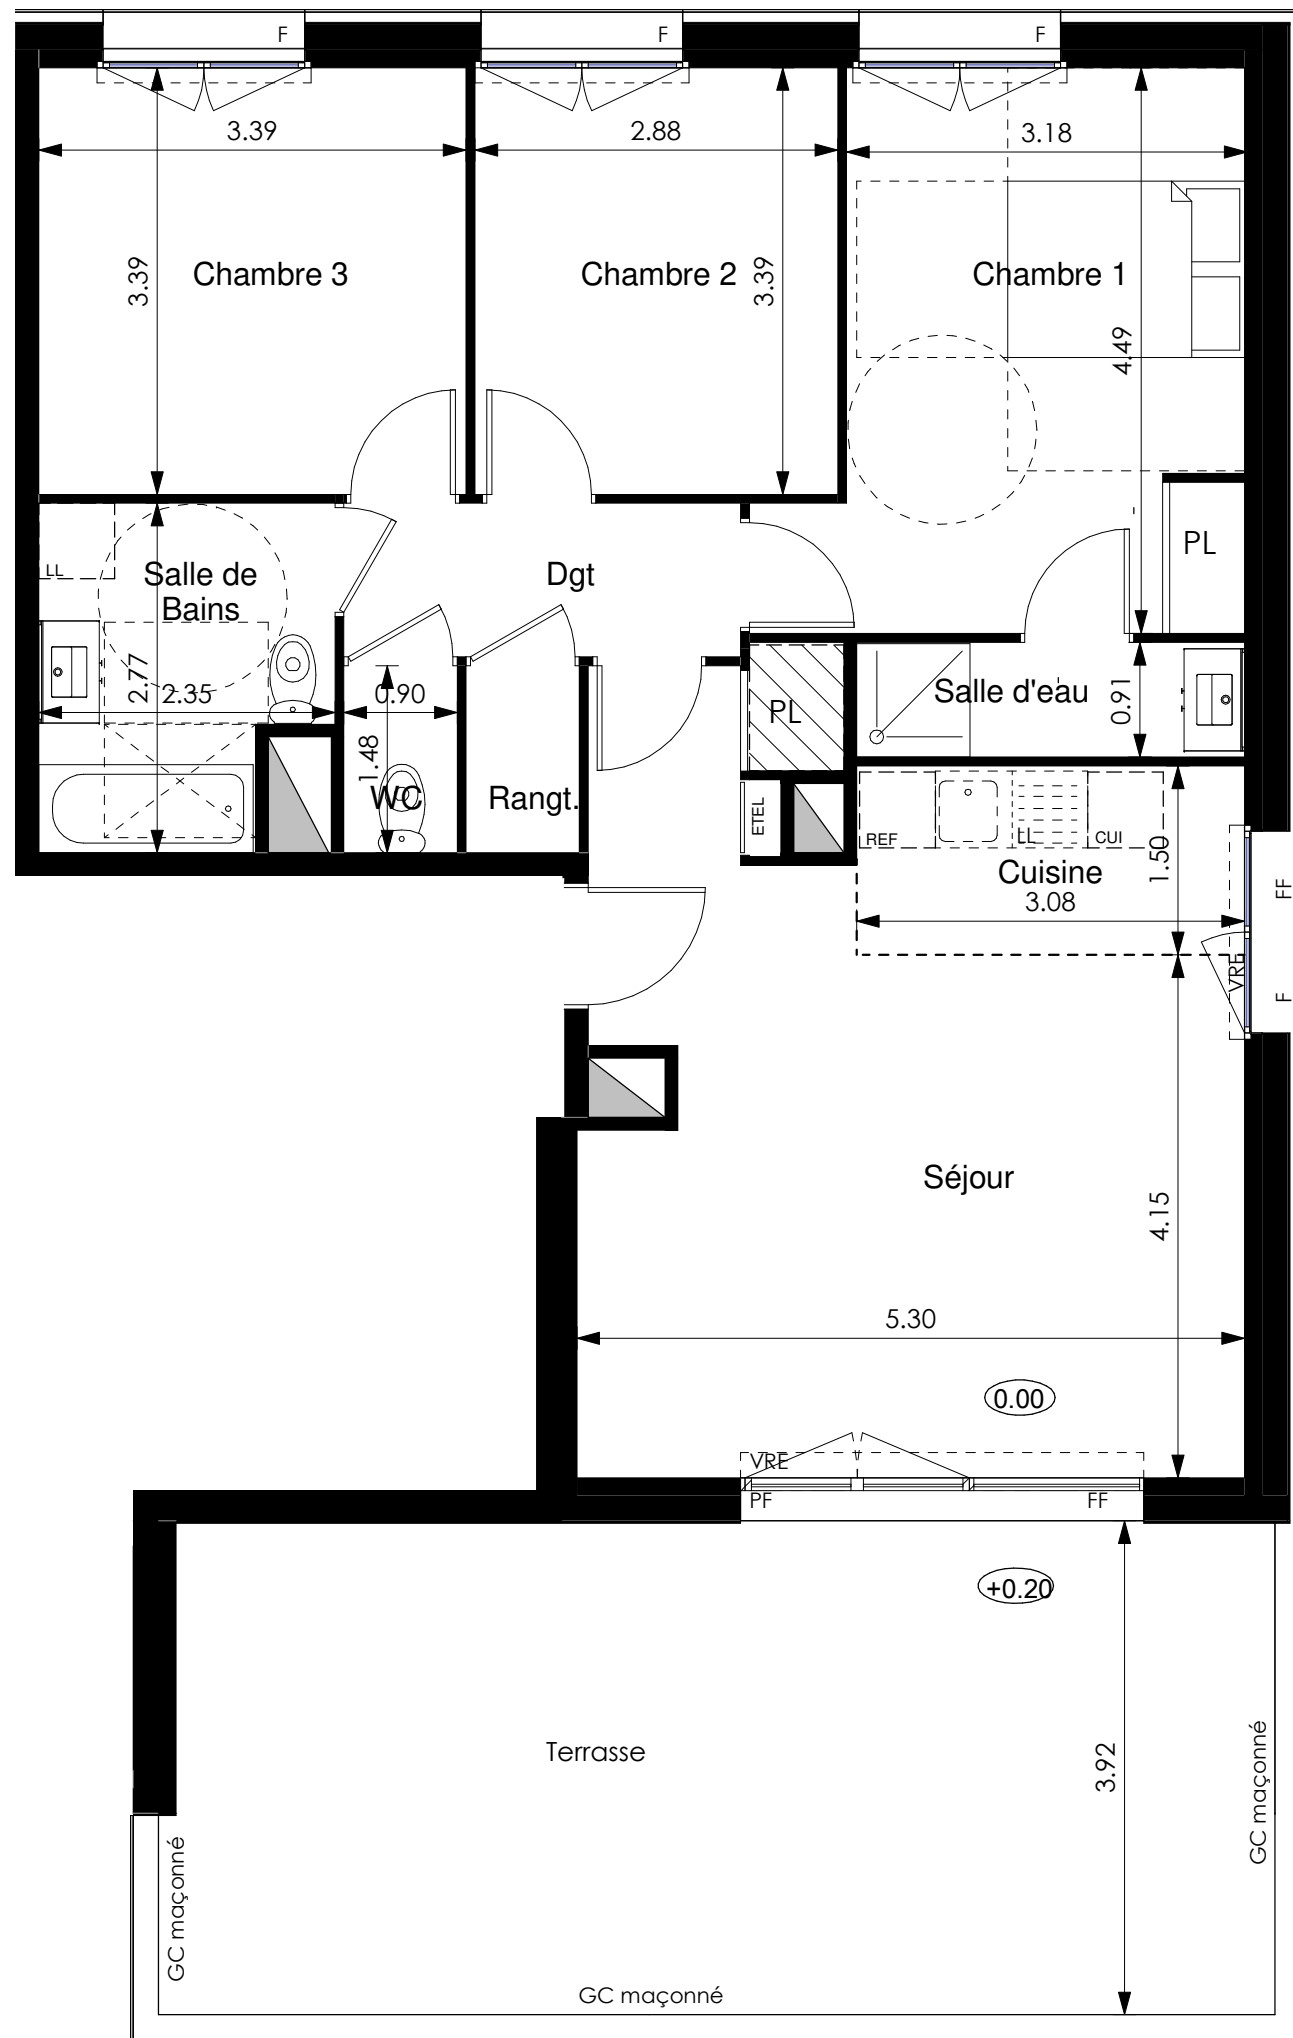 F
F
F
3.39
2.88
3.18
Chambre 3
Chambre 2
Chambre 1
3.39
3.39
4.49
LL
Salle de
Bains
Dgt
PL
2.77
2.35
0.90
1.48
WC
Rangt.
PL
Salle d'eau
0.91
ETEL
REF
LL
CUI
Cuisine
3.08
1.50
FF
VRE
F
Séjour
4.15
5.30
0.00
VRE
PF
FF
+0.20
Terrasse
3.92
GC maçonné
GC maçonné
GC maçonné